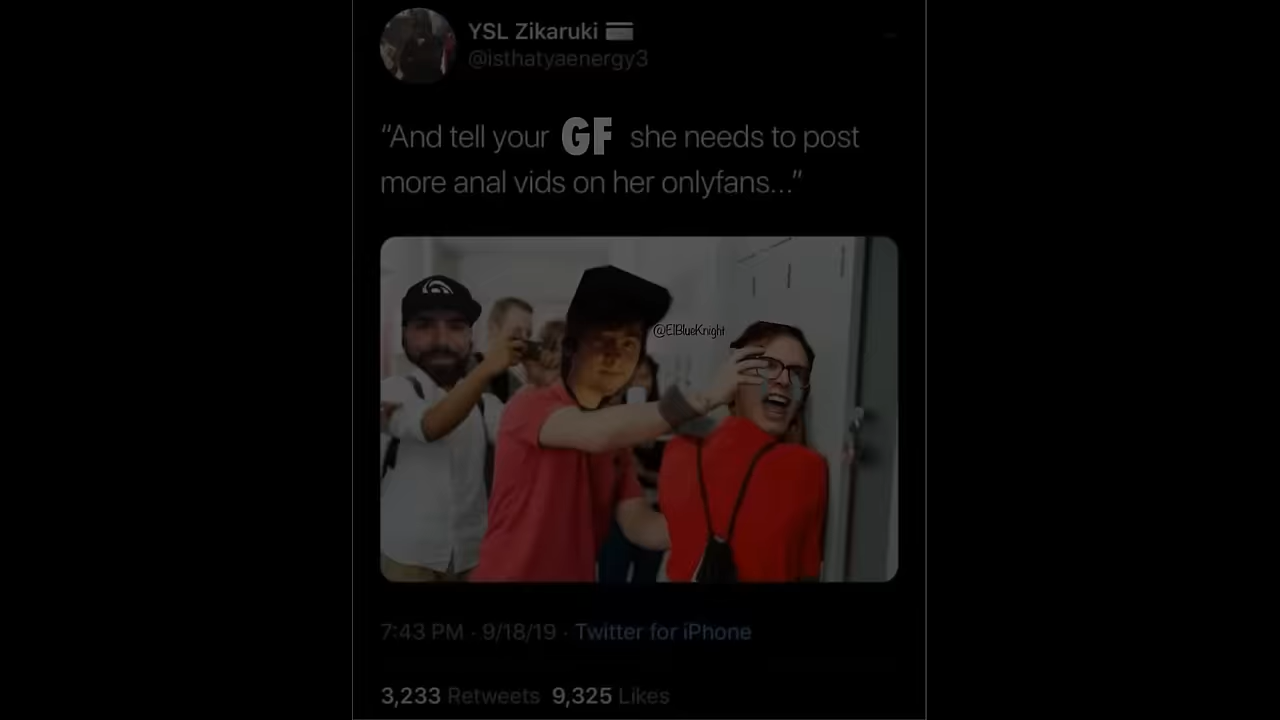 YSL Zikaruki
@isthatyaenergy3
“And tell your GF she needs to post
more anal vids on her onlyfans...”
@ElBlueKnight
7:43 PM · 9/18/19 · Twitter for iPhone
3,233 Retweets 9,325 Likes